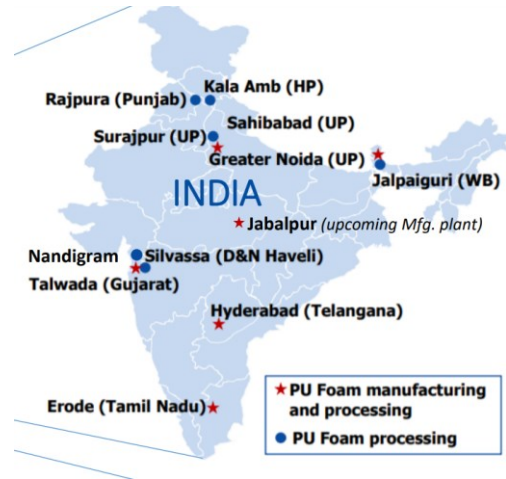 Kala Amb (HP)
Rajpura (Punjab)
Sahibabad (UP)
Surajpur (UP)
Greater Noida (UP)
Jalpaiguri (WB)
INDIA
Jabalpur (upcoming Mfg. plant)
Nandigram Silvassa (D&N Haveli)
Talwada (Gujarat)
Hyderabad (Telangana)
Erode (Tamil Nadu)
PU Foam manufacturing
and processing
PU Foam processing